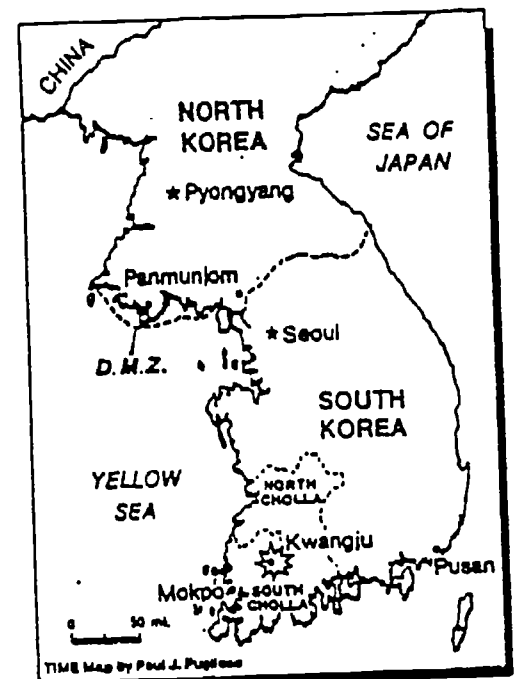 CHINA
NORTH
KOREA
SEA OF
JAPAN
Pyongyang
Panmunjom
Seoul
D.M.Z.
SOUTH
KOREA
YELLOW
SEA
NORTH
CHOLLA
Kwangju
Pusan
Mokpo
SOUTH
CHOLLA
0 50 mi.
TIME Map by Paul J. Pugliese